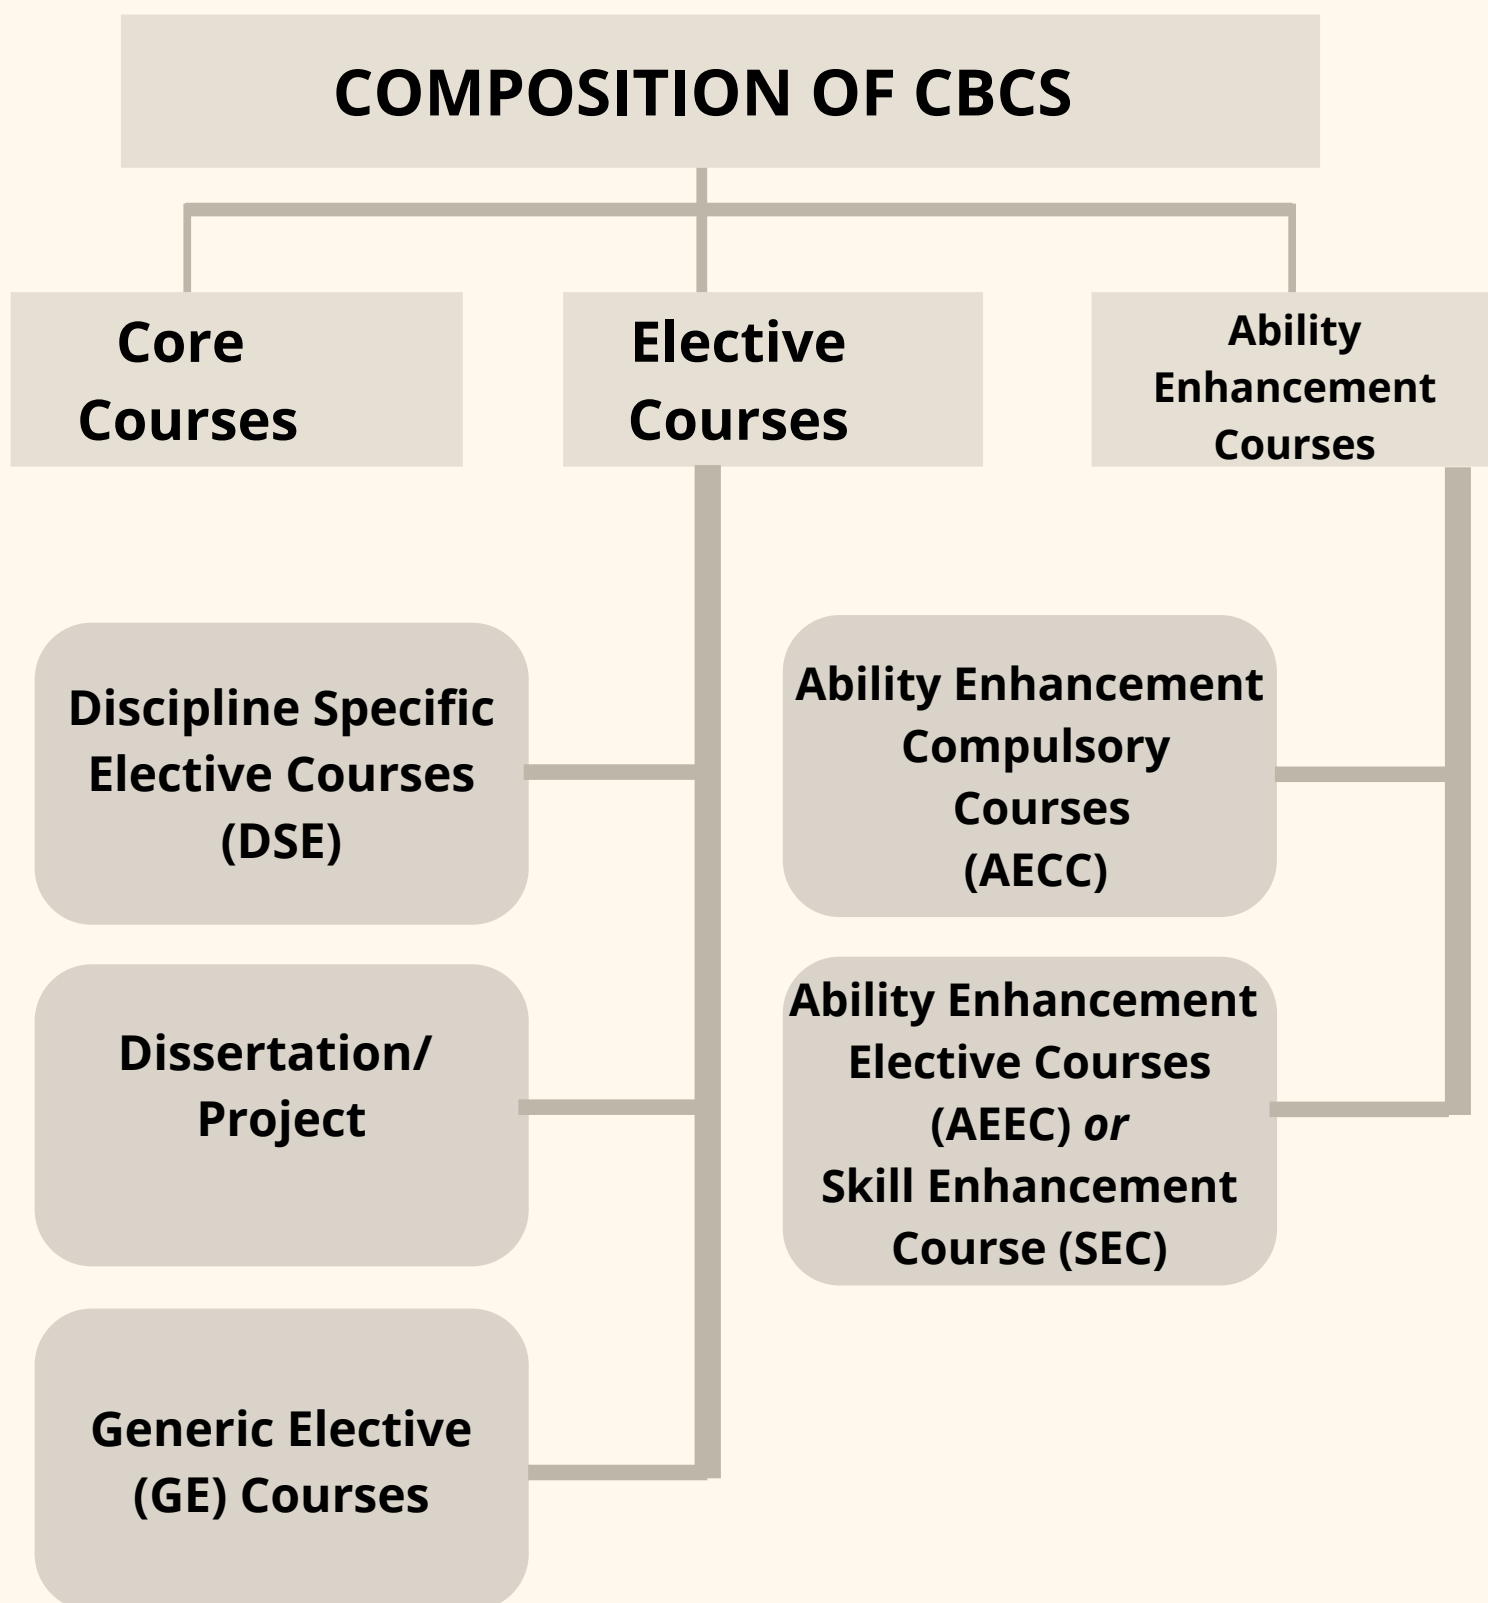 COMPOSITION OF CBCS
Core
Courses
Elective
Courses
Ability
Enhancement
Courses
Discipline Specific
Elective Courses
(DSE)
Dissertation/
Project
Generic Elective
(GE) Courses
Ability Enhancement
Compulsory
Courses
(AECC)
Ability Enhancement
Elective Courses
(AEEC) or
Skill Enhancement
Course (SEC)